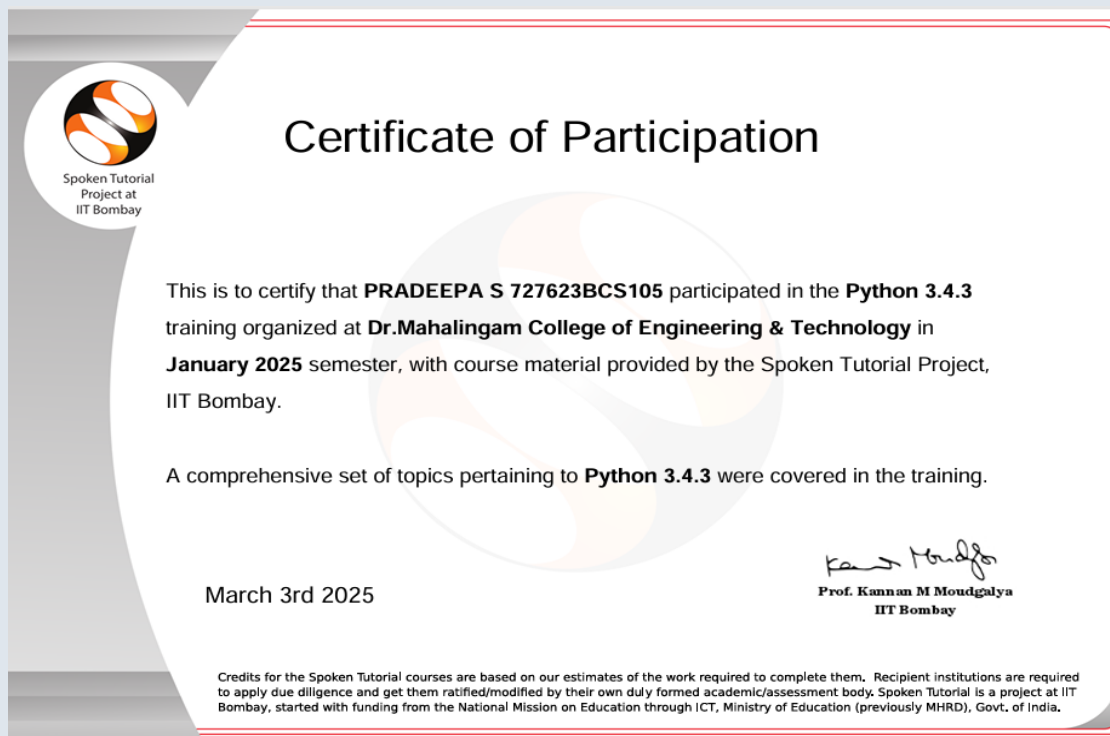 Spoken Tutorial
Project at
IIT Bombay
Certificate of Participation
This is to certify that PRADEEPA S 727623BCS105 participated in the Python 3.4.3
training organized at Dr.Mahalingam College of Engineering & Technology in
January 2025 semester, with course material provided by the Spoken Tutorial Project,
IIT Bombay.
A comprehensive set of topics pertaining to Python 3.4.3 were covered in the training.
March 3rd 2025
Prof. Kannan M Moudgalya
IIT Bombay
Credits for the Spoken Tutorial courses are based on our estimates of the work required to complete them. Recipient institutions are required
to apply due diligence and get them ratified/modified by their own duly formed academic/assessment body. Spoken Tutorial is a project at IIT
Bombay, started with funding from the National Mission on Education through ICT, Ministry of Education (previously MHRD), Govt. of India.